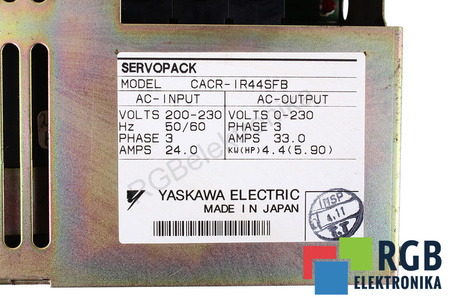 SERVOPACK
MODEL CACR-IR44SFB
AC-INPUT AC-OUTPUT
VOLTS 200-230 VOLTS 0-230
Hz 50/60 PHASE 3
PHASE 3 AMPS 33.0
AMPS 24.0 KW(HP) 4.4(5.90)
YASKAWA ELECTRIC
MADE IN JAPAN
INSP
4.11
RGB
ELEKTRONIKA